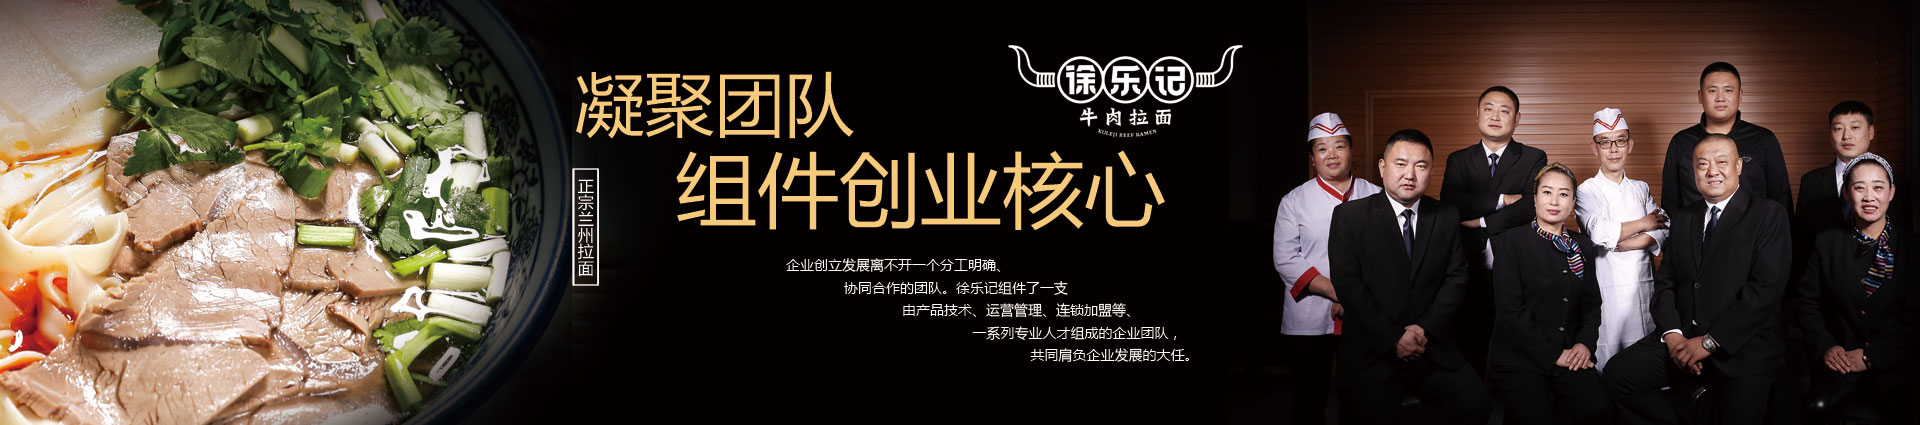 凝聚团队
组件创业核心
正宗兰州拉面
徐乐记
牛肉拉面
XULEJI BEEF RAMEN
企业创立发展离不开一个分工明确、
协同合作的团队。徐乐记组件了一支
由产品技术、运营管理、连锁加盟等、
一系列专业人才组成的企业团队，
共同肩负企业发展的大任。